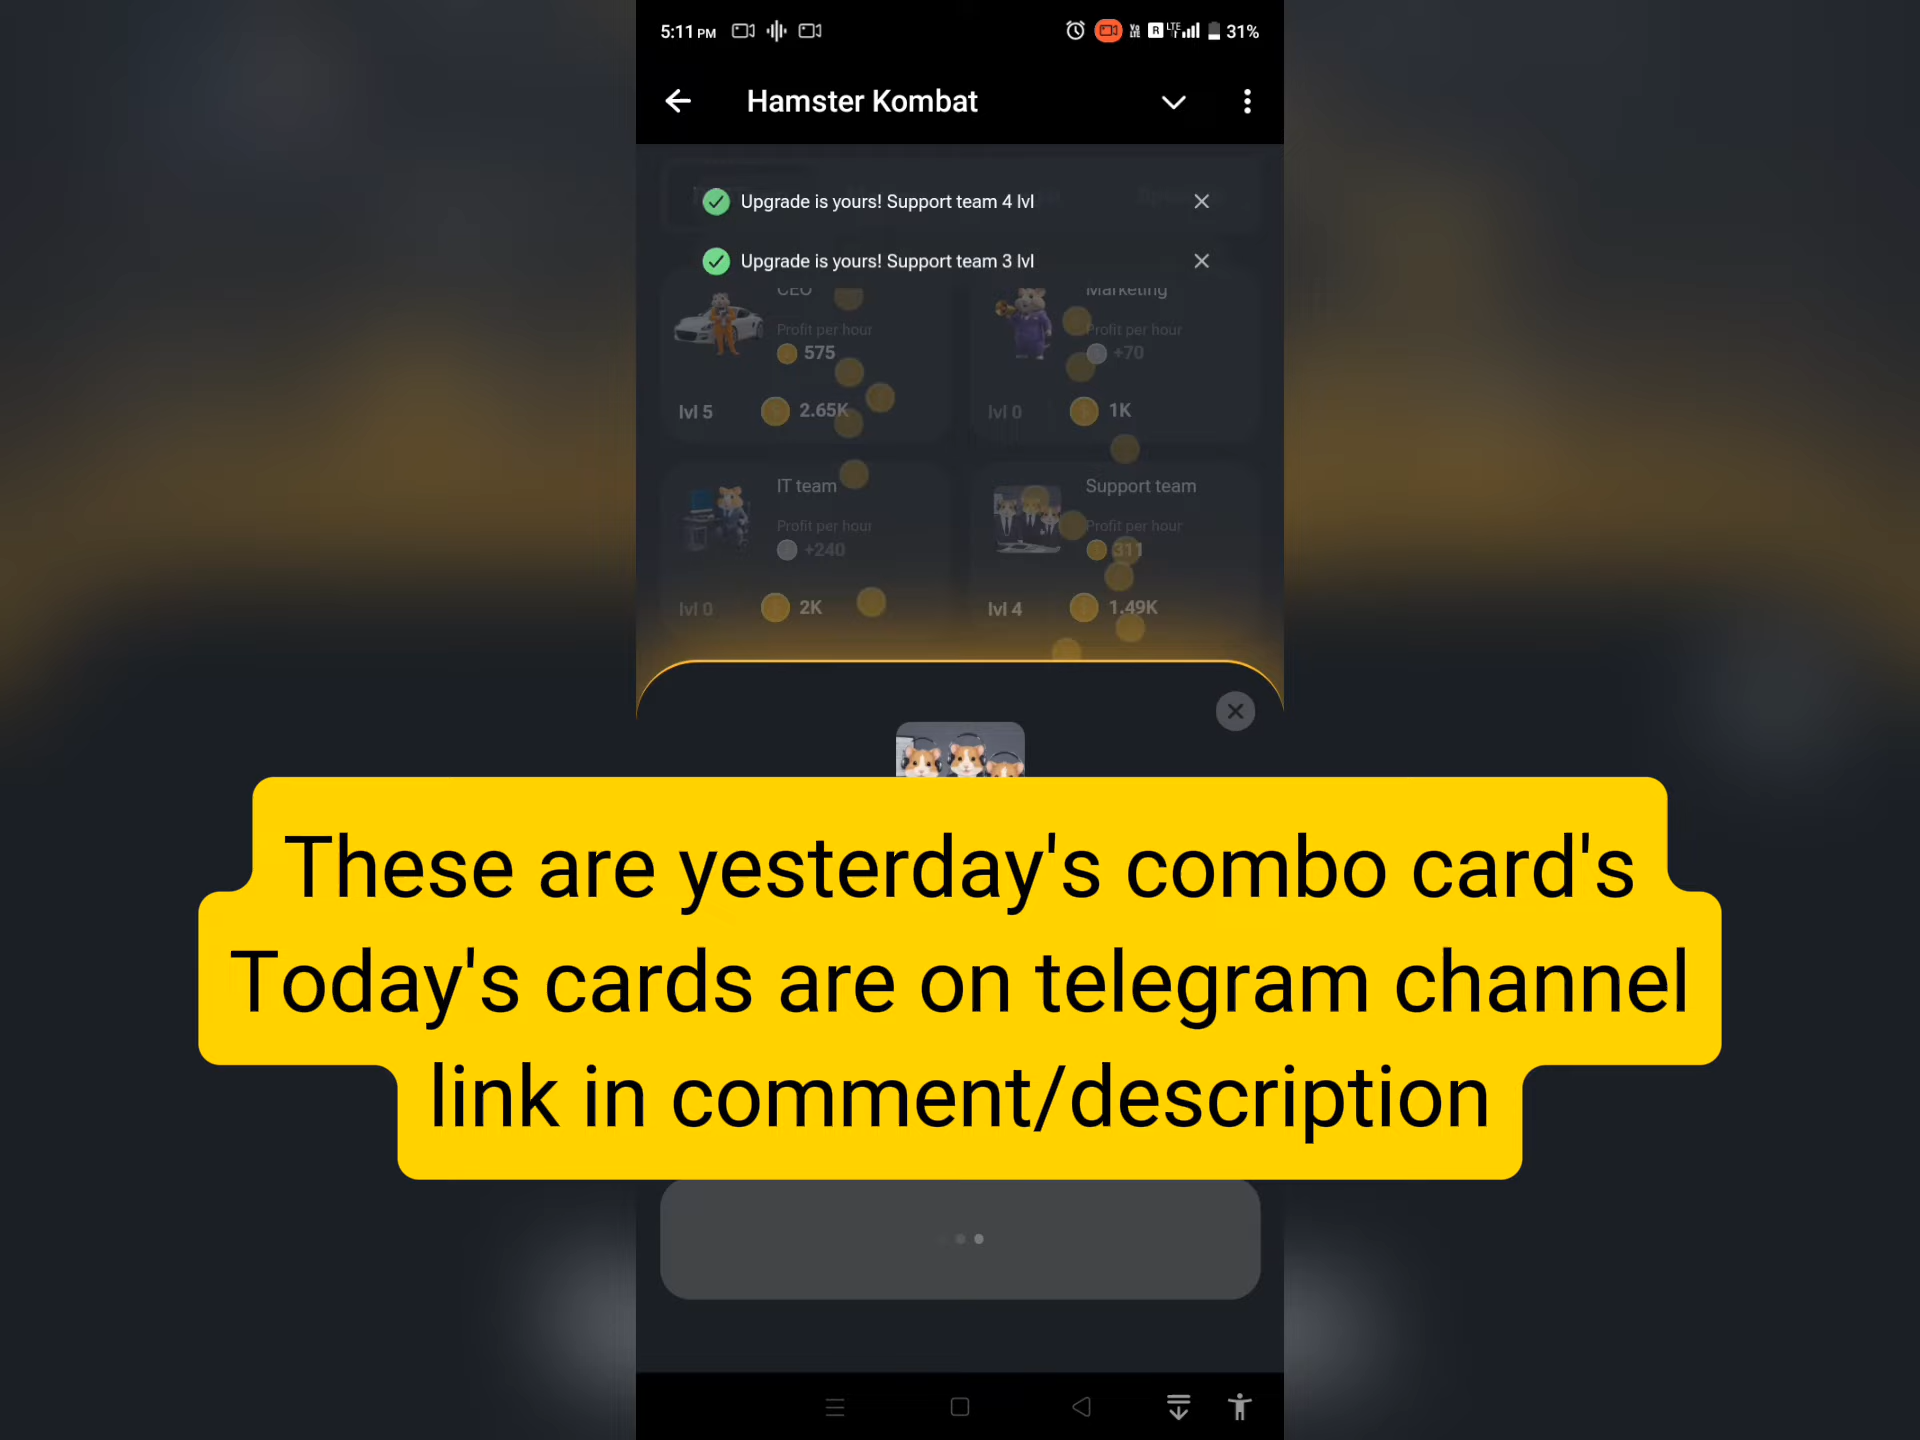 5:11 PM
31%
Hamster Kombat
Upgrade is yours! Support team 4 lvl
Upgrade is yours! Support team 3 lvl
CEO
Profit per hour
575
lvl 5
2.65K
Marketing
Profit per hour
+70
lvl 0
1K
IT team
Profit per hour
+240
lvl 0
2K
Support team
Profit per hour
311
lvl 4
1.49K
These are yesterday's combo card's
Today's cards are on telegram channel
link in comment/description